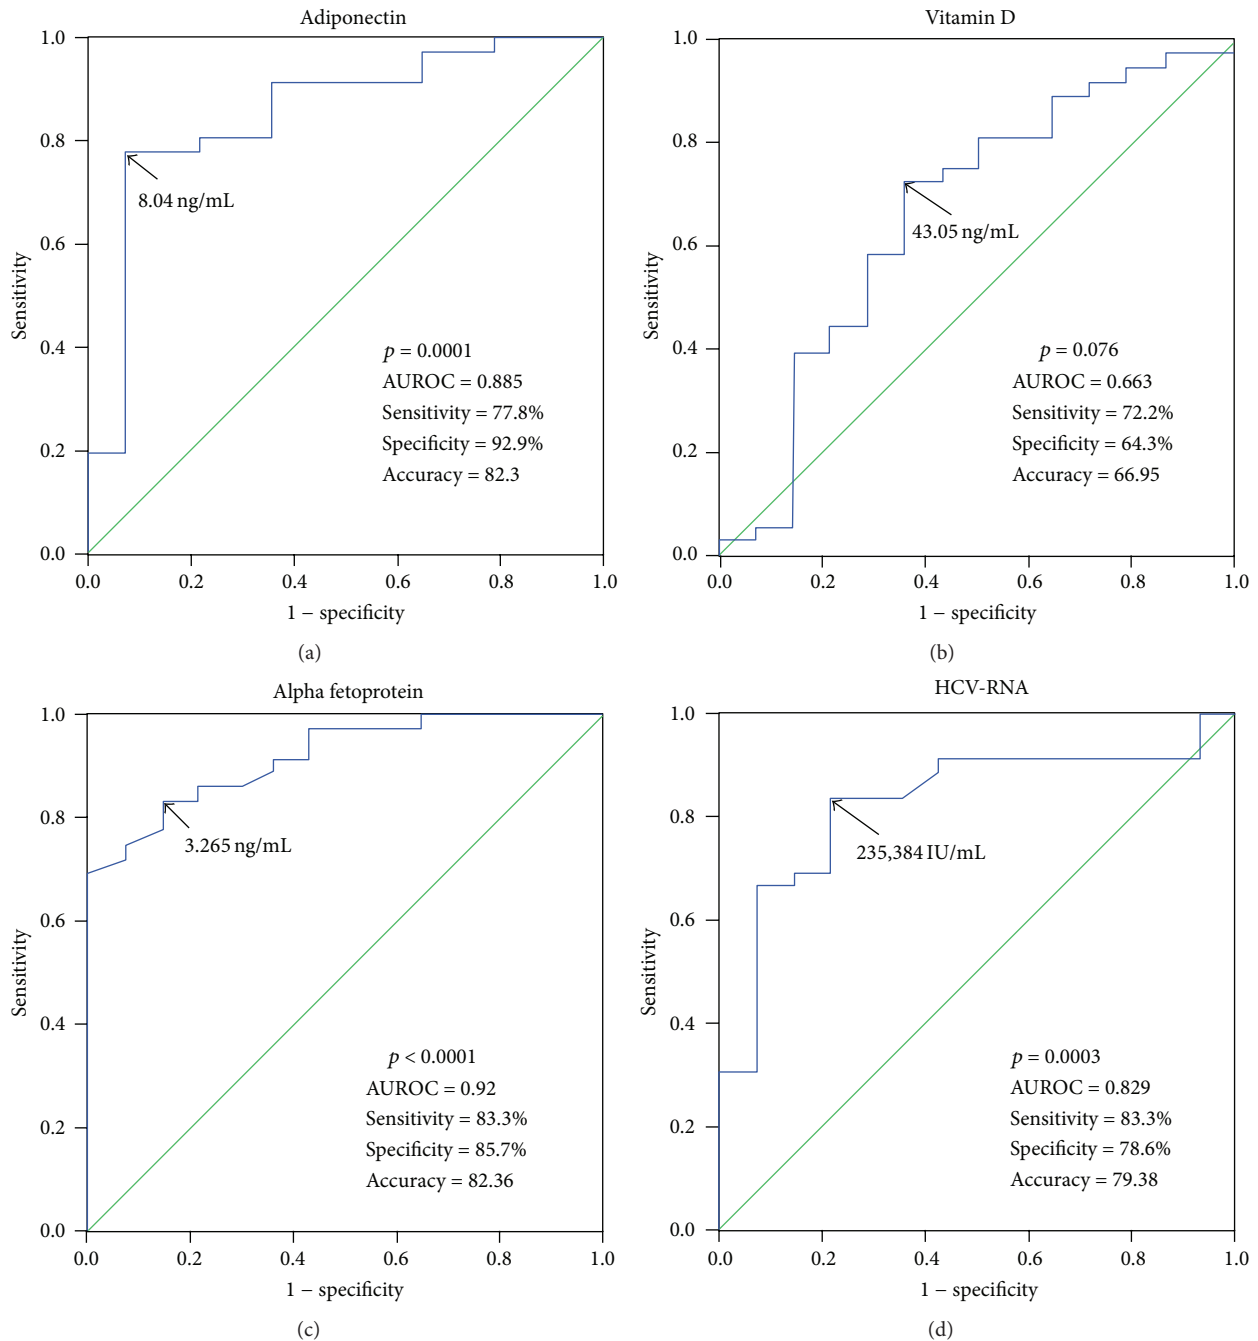 Adiponectin
1.0
0.8
0.6
0.4
0.2
0.0
Sensitivity
8.04 ng/mL
p = 0.0001
AUROC = 0.885
Sensitivity = 77.8%
Specificity = 92.9%
Accuracy = 82.3
0.0 0.2 0.4 0.6 0.8 1.0
1 − specificity
(a)
Vitamin D
1.0
0.8
0.6
0.4
0.2
0.0
Sensitivity
43.05 ng/mL
p = 0.076
AUROC = 0.663
Sensitivity = 72.2%
Specificity = 64.3%
Accuracy = 66.95
0.0 0.2 0.4 0.6 0.8 1.0
1 − specificity
(b)
Alpha fetoprotein
1.0
0.8
0.6
0.4
0.2
0.0
Sensitivity
3.265 ng/mL
p < 0.0001
AUROC = 0.92
Sensitivity = 83.3%
Specificity = 85.7%
Accuracy = 82.36
0.0 0.2 0.4 0.6 0.8 1.0
1 − specificity
(c)
HCV-RNA
1.0
0.8
0.6
0.4
0.2
0.0
Sensitivity
235,384 IU/mL
p = 0.0003
AUROC = 0.829
Sensitivity = 83.3%
Specificity = 78.6%
Accuracy = 79.38
0.0 0.2 0.4 0.6 0.8 1.0
1 − specificity
(d)